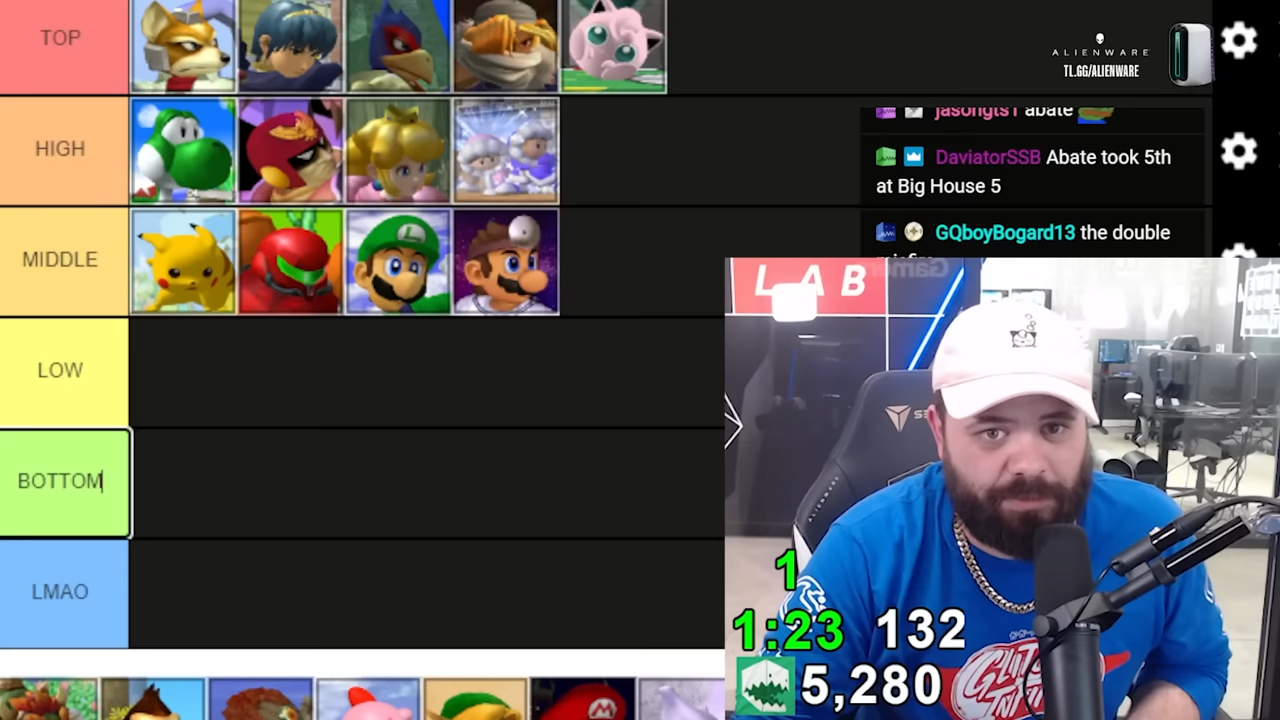 TOP
ALIENWARE
TL.GG/ALIENWARE
HIGH
abate
DaviatorSSB Abate took 5th
at Big House 5
MIDDLE
GQboyBogard13 the double
LAB
LOW
BOTTOM
1
LMAO
1:23 132
5,280